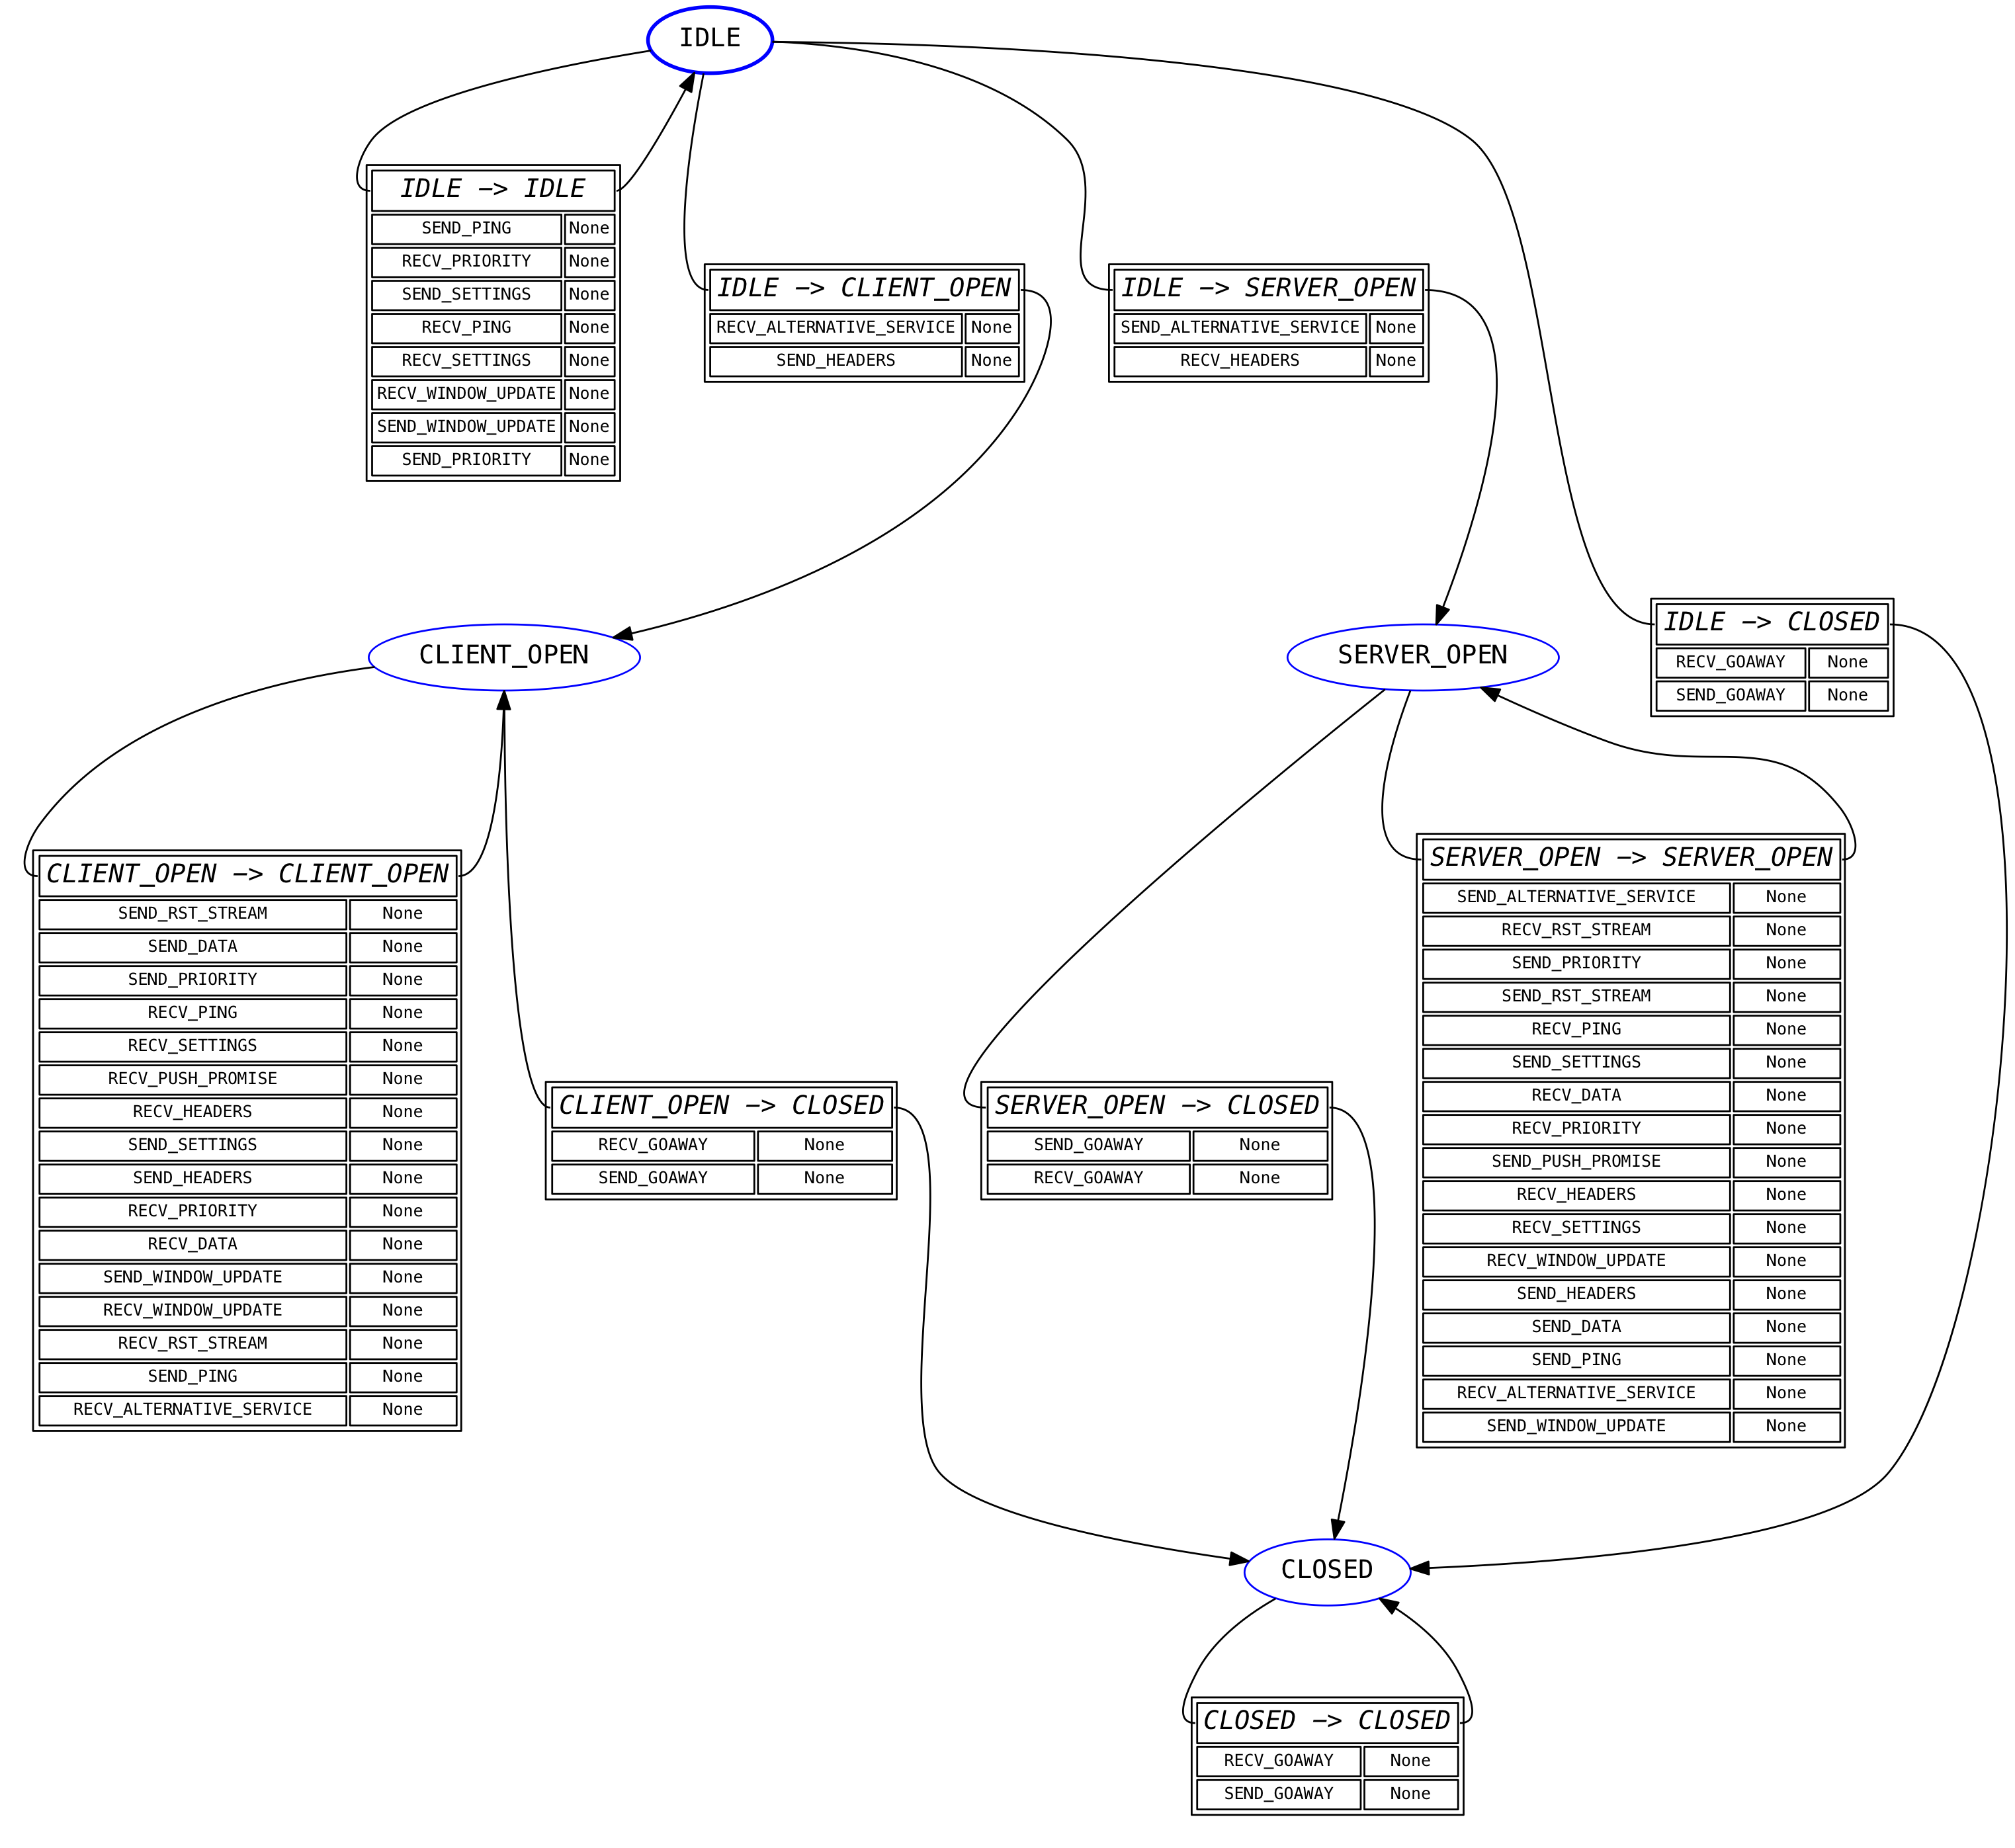 IDLE
IDLE -> IDLE
SEND_PING None
RECV_PRIORITY None
SEND_SETTINGS None
RECV_PING None
RECV_SETTINGS None
RECV_WINDOW_UPDATE None
SEND_WINDOW_UPDATE None
SEND_PRIORITY None
IDLE -> CLIENT_OPEN
RECV_ALTERNATIVE_SERVICE None
SEND_HEADERS None
IDLE -> SERVER_OPEN
SEND_ALTERNATIVE_SERVICE None
RECV_HEADERS None
IDLE -> CLOSED
RECV_GOAWAY None
SEND_GOAWAY None
CLIENT_OPEN
SERVER_OPEN
CLIENT_OPEN -> CLIENT_OPEN
SEND_RST_STREAM None
SEND_DATA None
SEND_PRIORITY None
RECV_PING None
RECV_SETTINGS None
RECV_PUSH_PROMISE None
RECV_HEADERS None
SEND_SETTINGS None
SEND_HEADERS None
RECV_PRIORITY None
RECV_DATA None
SEND_WINDOW_UPDATE None
RECV_WINDOW_UPDATE None
RECV_RST_STREAM None
SEND_PING None
RECV_ALTERNATIVE_SERVICE None
CLIENT_OPEN -> CLOSED
RECV_GOAWAY None
SEND_GOAWAY None
SERVER_OPEN -> CLOSED
SEND_GOAWAY None
RECV_GOAWAY None
SERVER_OPEN -> SERVER_OPEN
SEND_ALTERNATIVE_SERVICE None
RECV_RST_STREAM None
SEND_PRIORITY None
SEND_RST_STREAM None
RECV_PING None
SEND_SETTINGS None
RECV_DATA None
RECV_PRIORITY None
SEND_PUSH_PROMISE None
RECV_HEADERS None
RECV_SETTINGS None
RECV_WINDOW_UPDATE None
SEND_HEADERS None
SEND_DATA None
SEND_PING None
RECV_ALTERNATIVE_SERVICE None
SEND_WINDOW_UPDATE None
CLOSED
CLOSED -> CLOSED
RECV_GOAWAY None
SEND_GOAWAY None